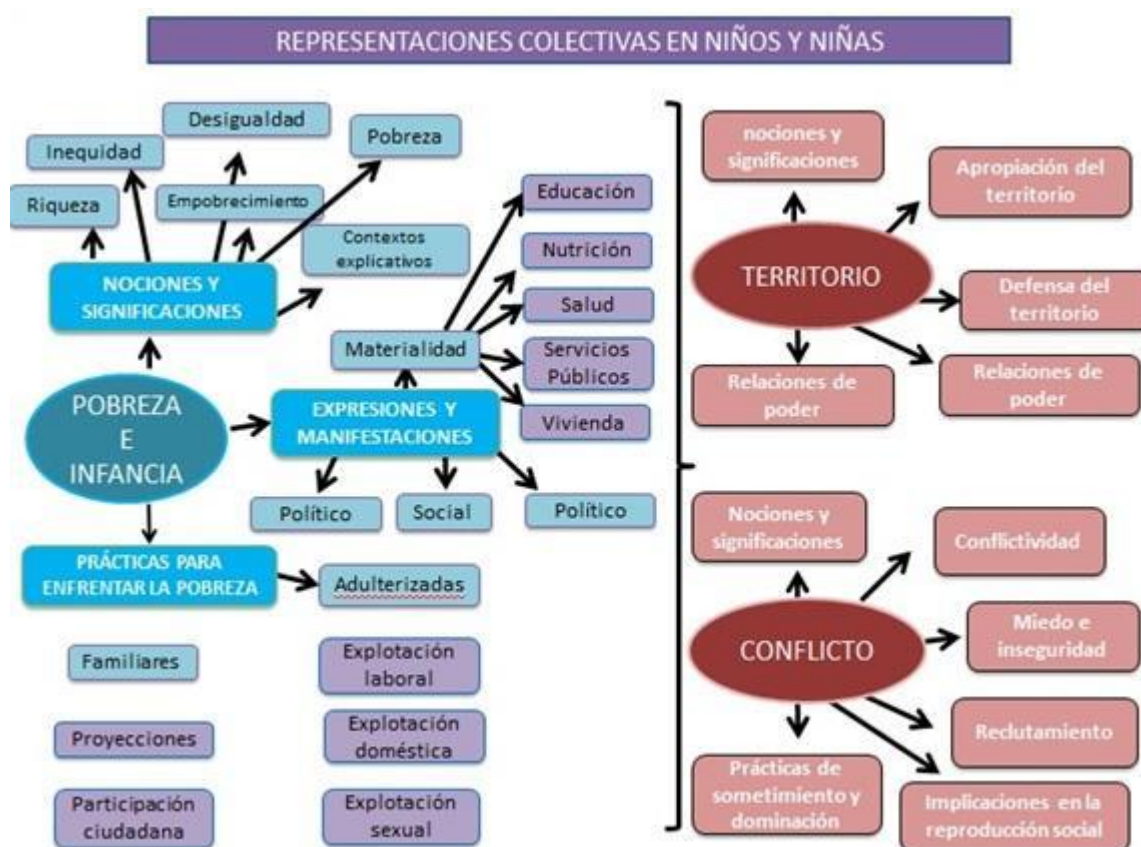 REPRESENTACIONES COLECTIVAS EN NIÑOS Y NIÑAS
Desigualdad
Inequidad
Pobreza
Riqueza
Empobrecimiento
Contextos
explicativos
NOCIONES Y
SIGNIFICACIONES
Educación
Nutrición
Salud
Materialidad
Servicios
Públicos
Vivienda
POBREZA
E
INFANCIA
EXPRESIONES Y
MANIFESTACIONES
Político
Social
Político
PRÁCTICAS PARA
ENFRENTAR LA POBREZA
Adulterizadas
Familiares
Explotación
laboral
Proyecciones
Explotación
doméstica
Participación
ciudadana
Explotación
sexual
nociones y
significaciones
Apropiación del
territorio
TERRITORIO
Defensa del
territorio
Relaciones de
poder
Relaciones de
poder
Nociones y
significaciones
Conflictividad
CONFLICTO
Miedo e
inseguridad
Reclutamiento
Prácticas de
sometimiento y
dominación
Implicaciones en la
reproducción social